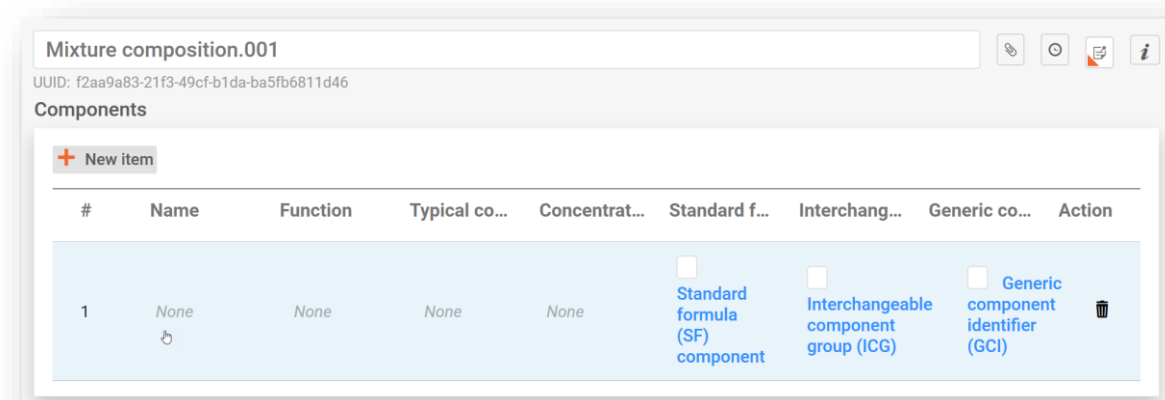 Mixture composition.001
i
UUID: f2aa9a83-21f3-49cf-b1da-ba5fb6811d46
Components
+ New item
# Name Function Typical co... Concentrat... Standard f... Interchang... Generic co... Action
1 None None None None
Standard
formula
(SF)
component
Interchangeable
component
group (ICG)
Generic
component
identifier
(GCI)